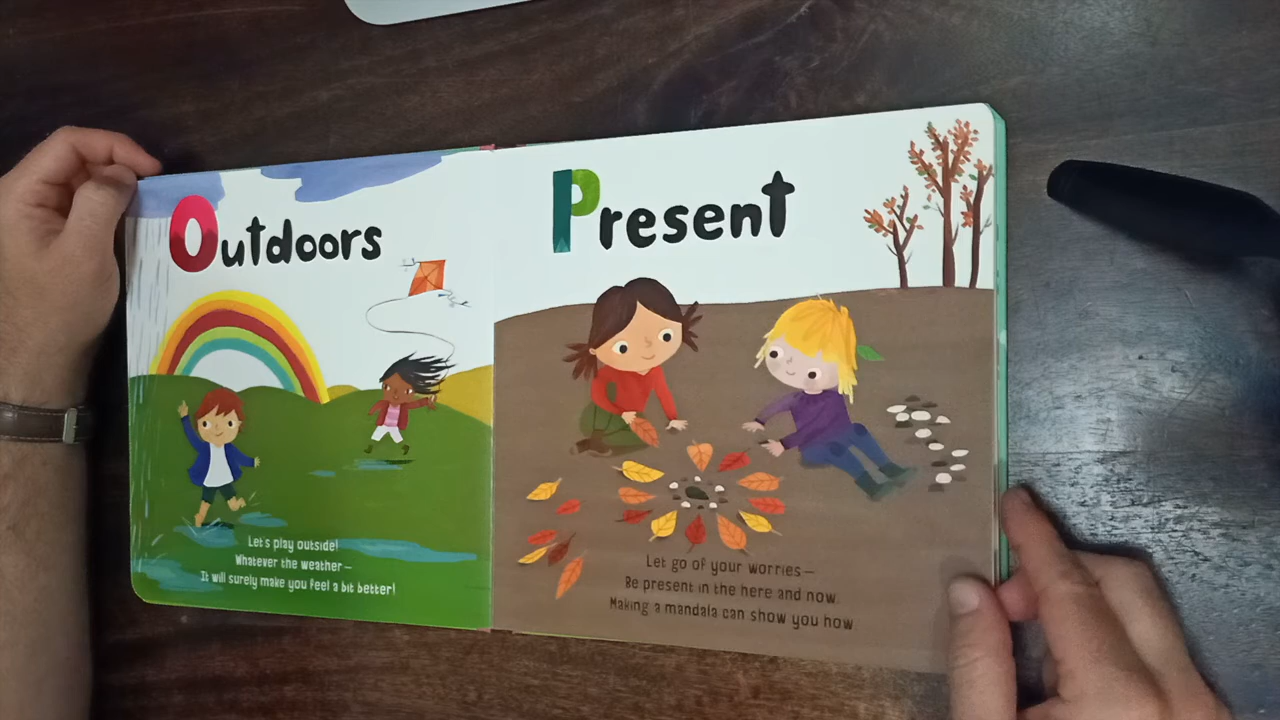 Outdoors
Let's play outside!
Whatever the weather –
It will surely make you feel a bit better!
Present
Let go of your worries –
Be present in the here and now.
Making a mandala can show you how